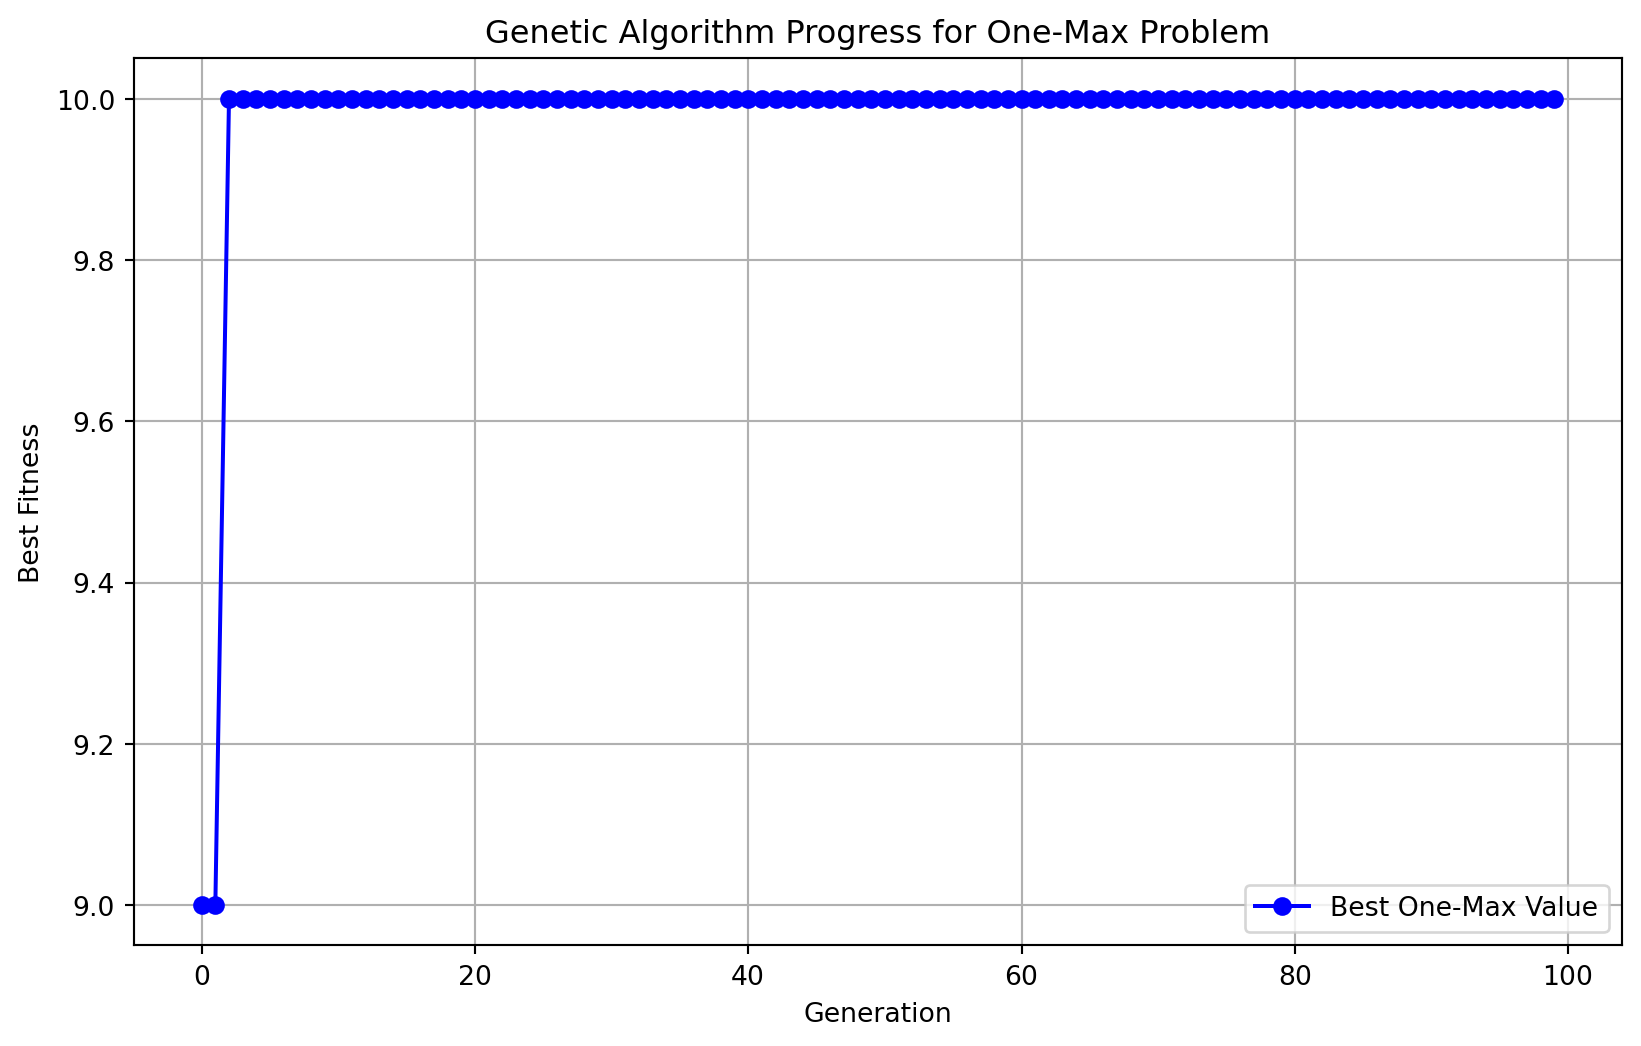 Genetic Algorithm Progress for One-Max Problem
Best Fitness
10.0
9.8
9.6
9.4
9.2
9.0
Best One-Max Value
0 20 40 60 80 100
Generation